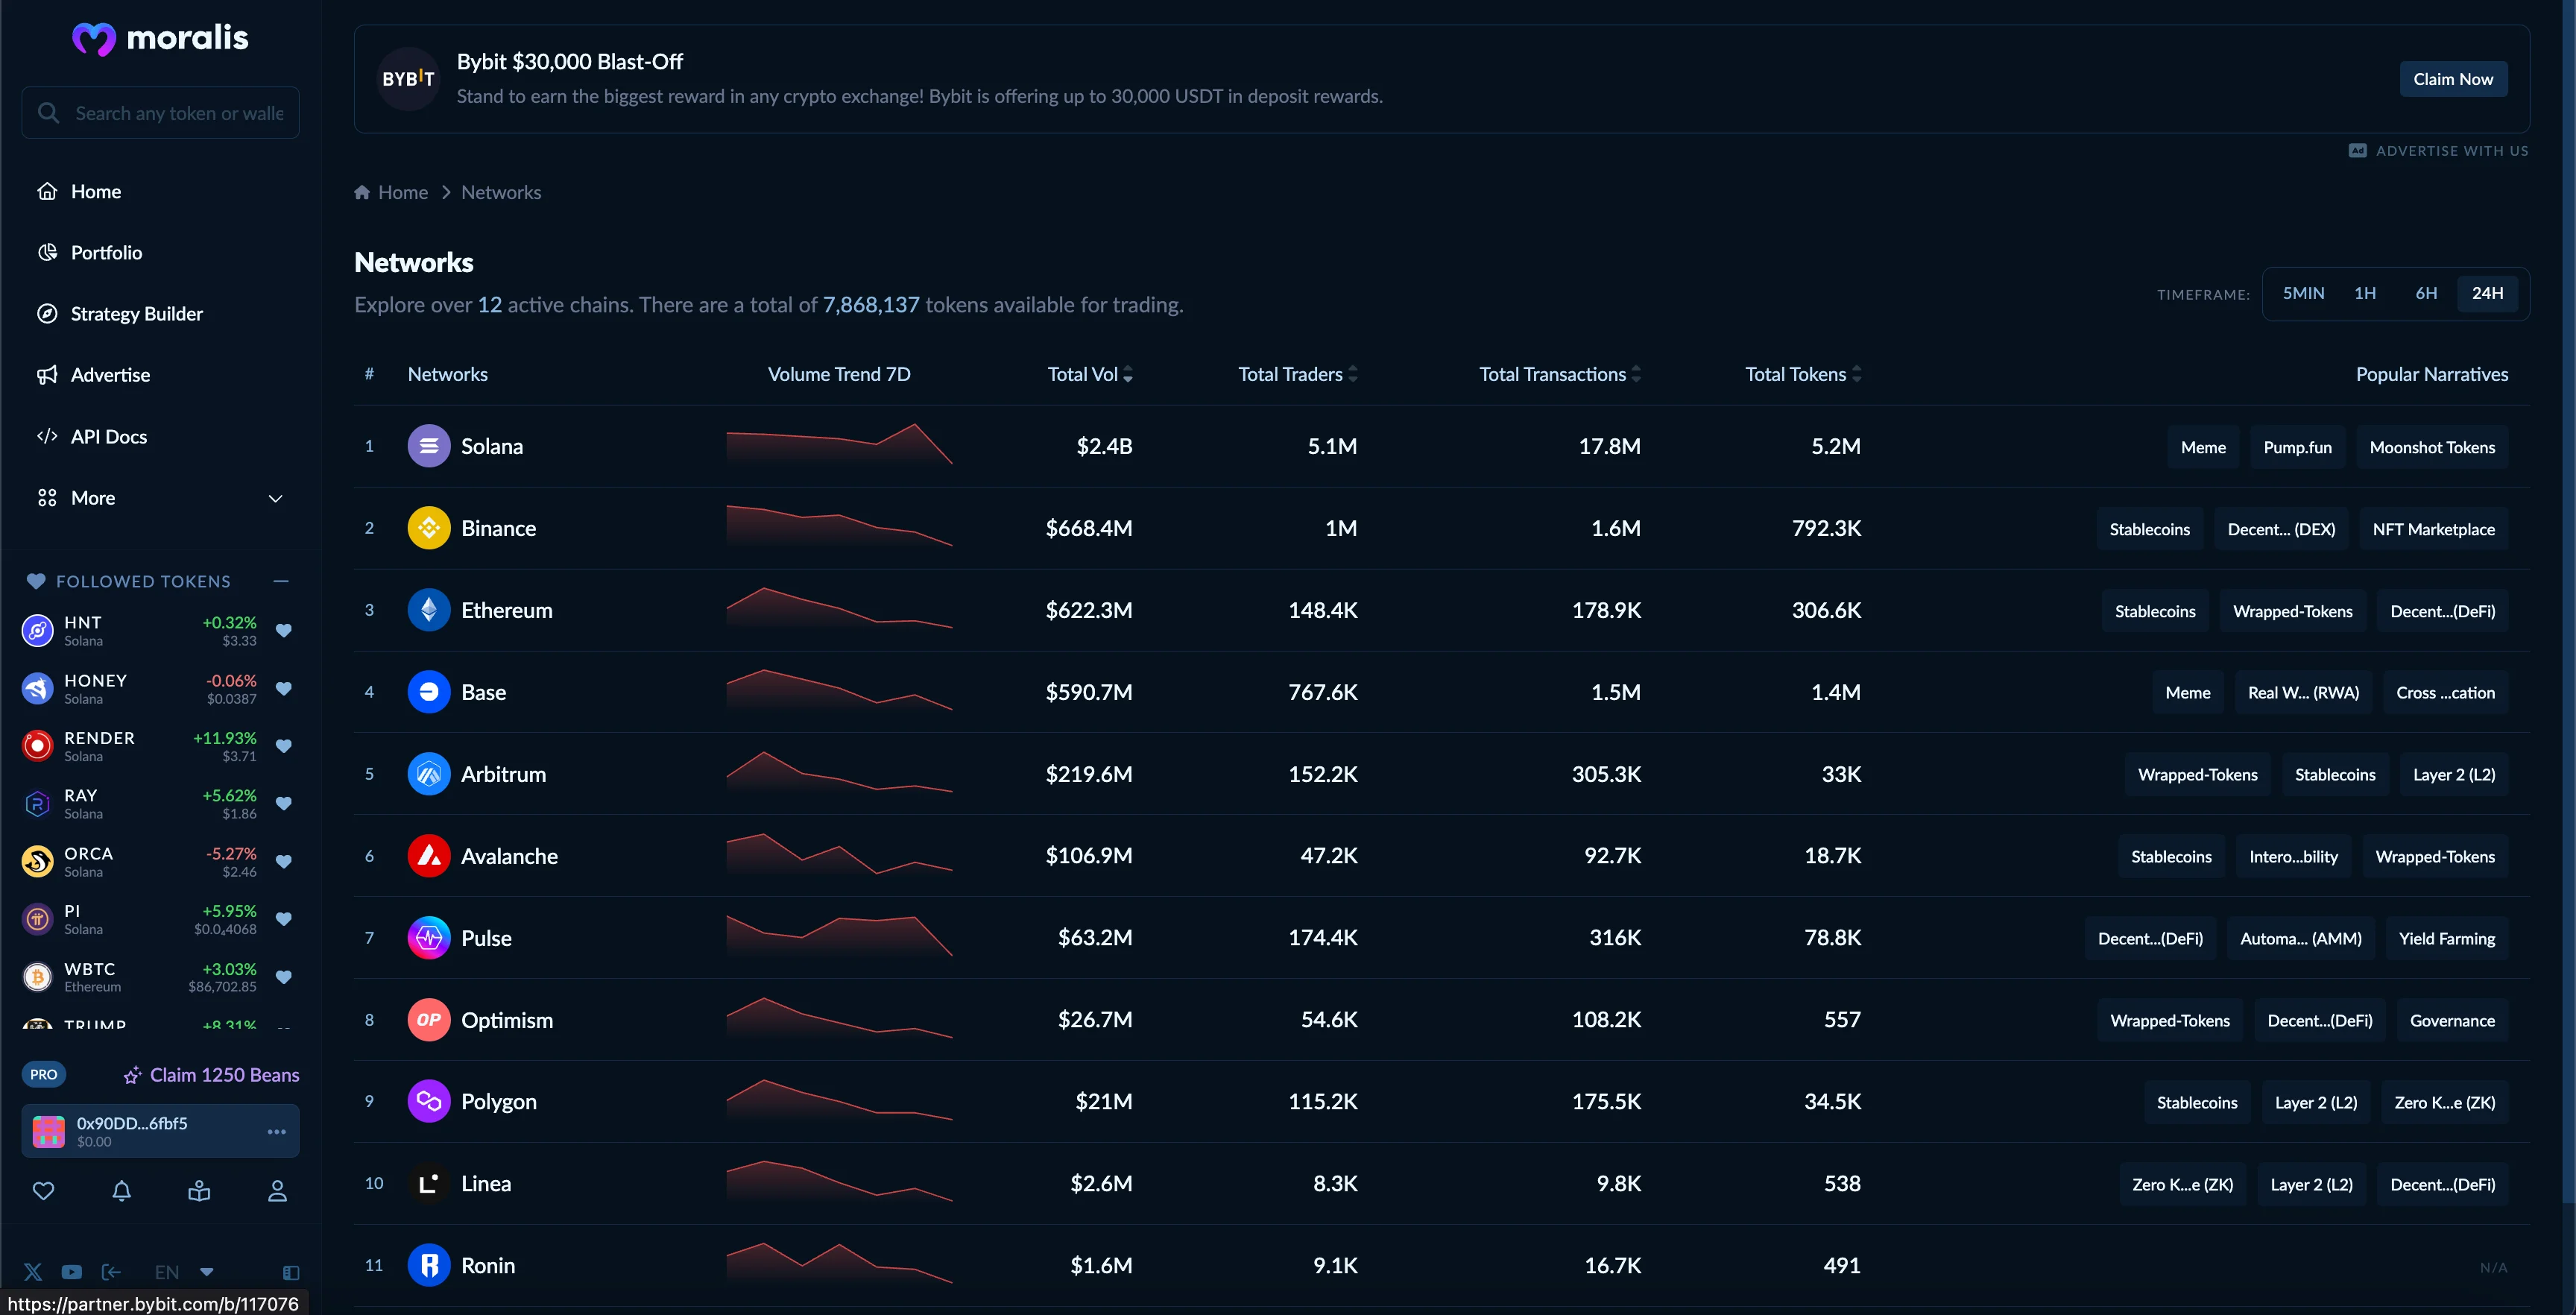 moralis
Search any token or walle
Home
Portfolio
Strategy Builder
Advertise
API Docs
More
FOLLOWED TOKENS
HNT +0.32%
Solana $3.33
HONEY -0.06%
Solana $0.0387
RENDER +11.93%
Solana $3.71
RAY +5.62%
Solana $1.86
ORCA -5.27%
Solana $2.46
PI +5.95%
Solana $0.0₄4068
WBTC +3.03%
Ethereum $86,702.85
TRUMP +8.31%
PRO Claim 1250 Beans
0x90DD...6fbf5
$0.00
EN
https://partner.bybit.com/b/117076
BYBIT
Bybit $30,000 Blast-Off
Stand to earn the biggest reward in any crypto exchange! Bybit is offering up to 30,000 USDT in deposit rewards.
Claim Now
Ad ADVERTISE WITH US
Home > Networks
Networks
Explore over 12 active chains. There are a total of 7,868,137 tokens available for trading.
TIMEFRAME: 5MIN 1H 6H 24H
# Networks Volume Trend 7D Total Vol Total Traders Total Transactions Total Tokens Popular Narratives
1 Solana $2.4B 5.1M 17.8M 5.2M Meme Pump.fun Moonshot Tokens
2 Binance $668.4M 1M 1.6M 792.3K Stablecoins Decent... (DEX) NFT Marketplace
3 Ethereum $622.3M 148.4K 178.9K 306.6K Stablecoins Wrapped-Tokens Decent...(DeFi)
4 Base $590.7M 767.6K 1.5M 1.4M Meme Real W... (RWA) Cross ...cation
5 Arbitrum $219.6M 152.2K 305.3K 33K Wrapped-Tokens Stablecoins Layer 2 (L2)
6 Avalanche $106.9M 47.2K 92.7K 18.7K Stablecoins Intero...bility Wrapped-Tokens
7 Pulse $63.2M 174.4K 316K 78.8K Decent...(DeFi) Automa... (AMM) Yield Farming
8 OP Optimism $26.7M 54.6K 108.2K 557 Wrapped-Tokens Decent...(DeFi) Governance
9 Polygon $21M 115.2K 175.5K 34.5K Stablecoins Layer 2 (L2) Zero K...e (ZK)
10 Linea $2.6M 8.3K 9.8K 538 Zero K...e (ZK) Layer 2 (L2) Decent...(DeFi)
11 Ronin $1.6M 9.1K 16.7K 491 N/A